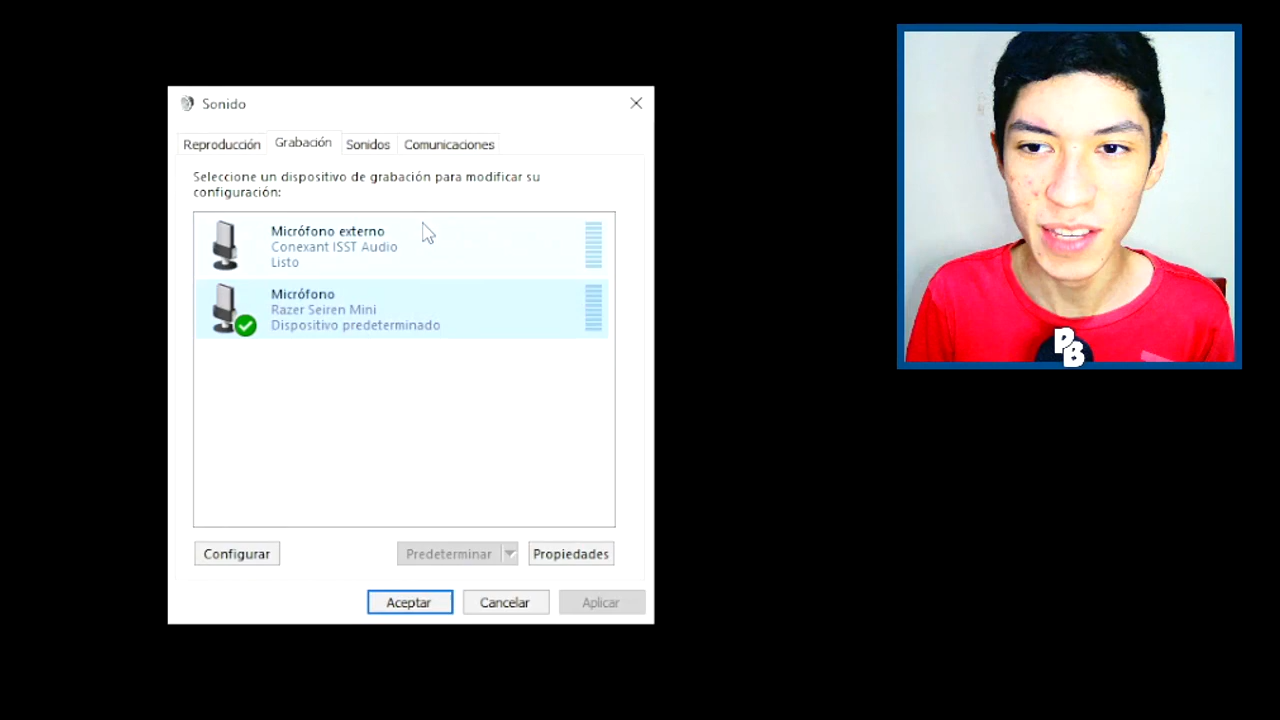 Sonido
Reproducción Grabación Sonidos Comunicaciones
Seleccione un dispositivo de grabación para modificar su
configuración:
Micrófono externo
Conexant ISST Audio
Listo
Micrófono
Razer Seiren Mini
Dispositivo predeterminado
Configurar Predeterminar Propiedades
Aceptar Cancelar Aplicar
PB